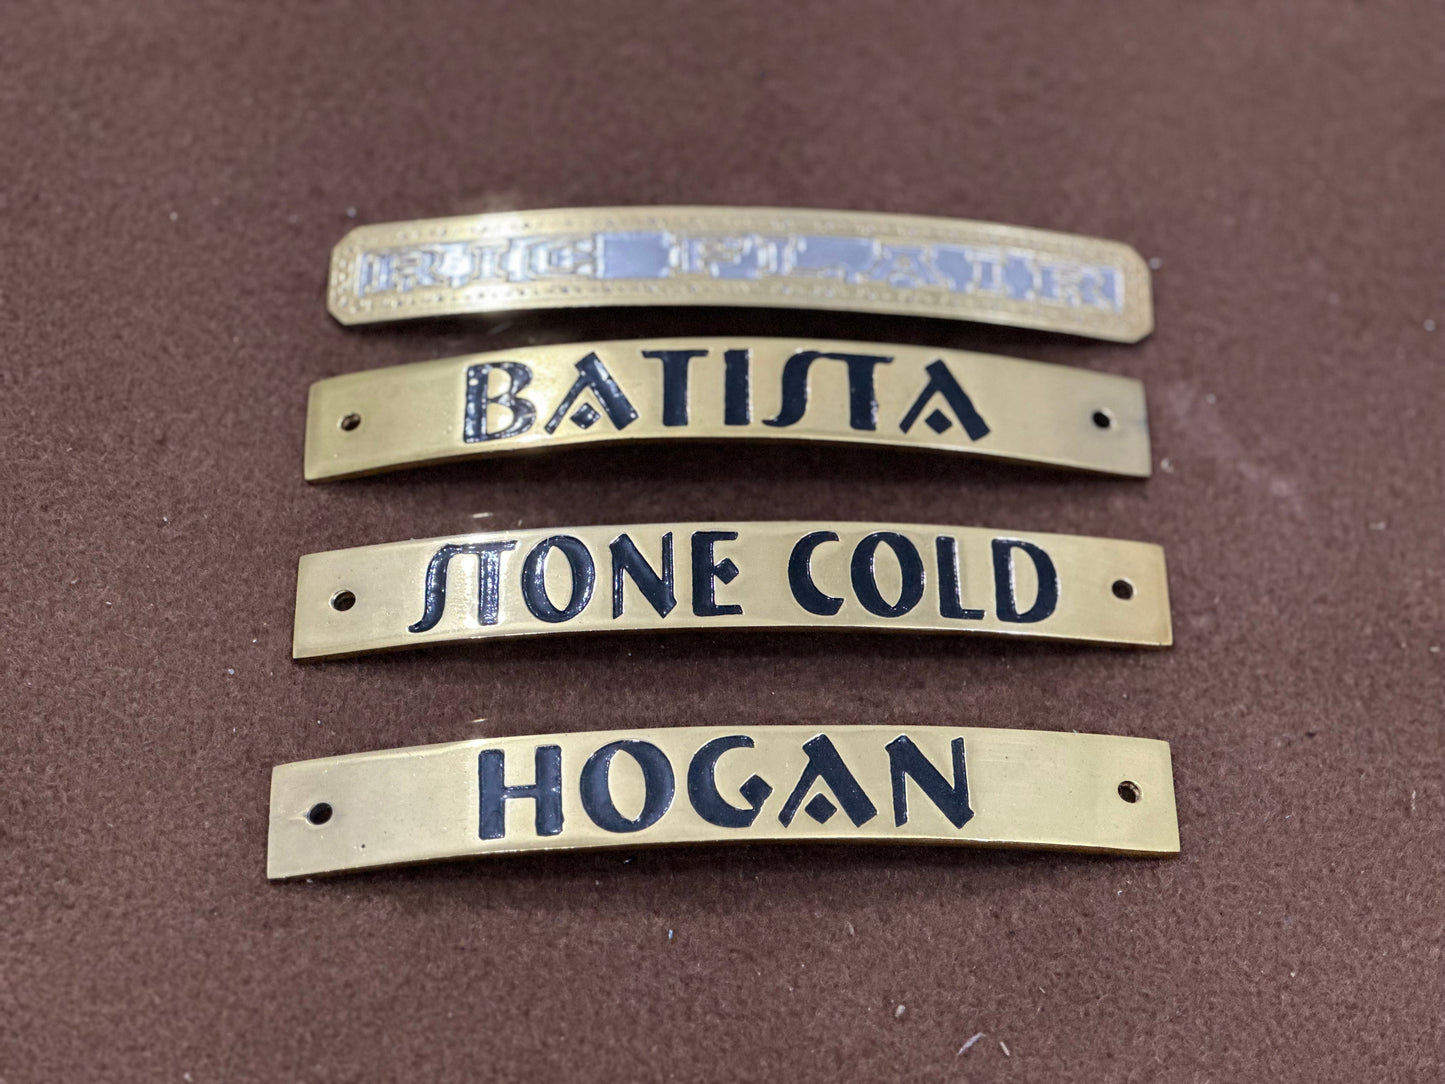 RIC FLAIR
BATISTA
STONE COLD
HOGAN